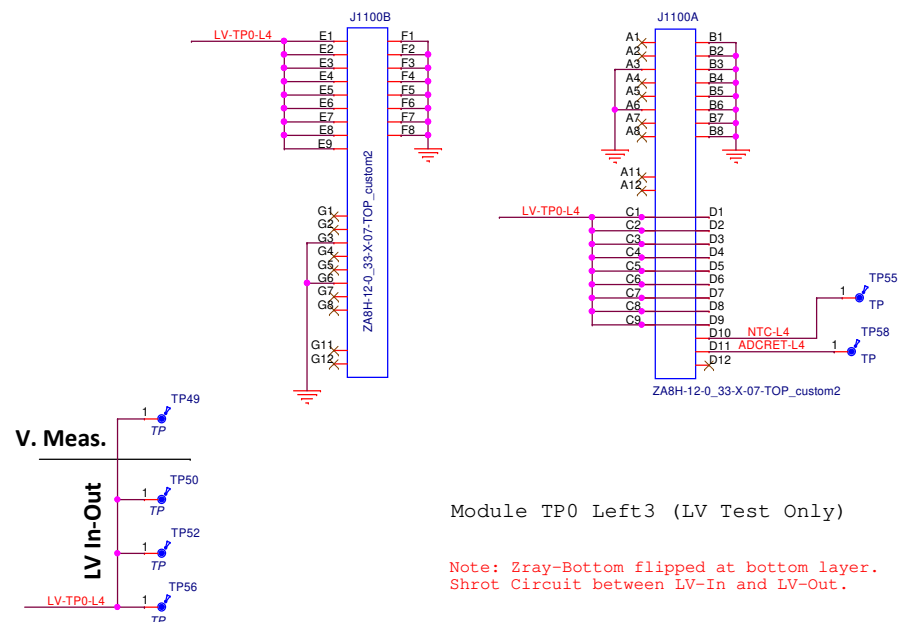 J1100B
LV-TP0-L4
E1
E2
E3
E4
E5
E6
E7
E8
E9
F1
F2
F3
F4
F5
F6
F7
F8
G1
G2
G3
G4
G5
G6
G7
G8
G11
G12
ZA8H-12-0_33-X-07-TOP_custom2
J1100A
A1
A2
A3
A4
A5
A6
A7
A8
A11
A12
B1
B2
B3
B4
B5
B6
B7
B8
LV-TP0-L4
C1
C2
C3
C4
C5
C6
C7
C8
C9
D1
D2
D3
D4
D5
D6
D7
D8
D9
D10
D11
D12
NTC-L4
ADCRET-L4
1
TP55
TP
1
TP58
TP
ZA8H-12-0_33-X-07-TOP_custom2
V. Meas.
LV In-Out
1
TP49
TP
1
TP50
TP
1
TP52
TP
LV-TP0-L4
1
TP56
TP
Module TP0 Left3 (LV Test Only)
Note: Zray-Bottom flipped at bottom layer.
Shrot Circuit between LV-In and LV-Out.